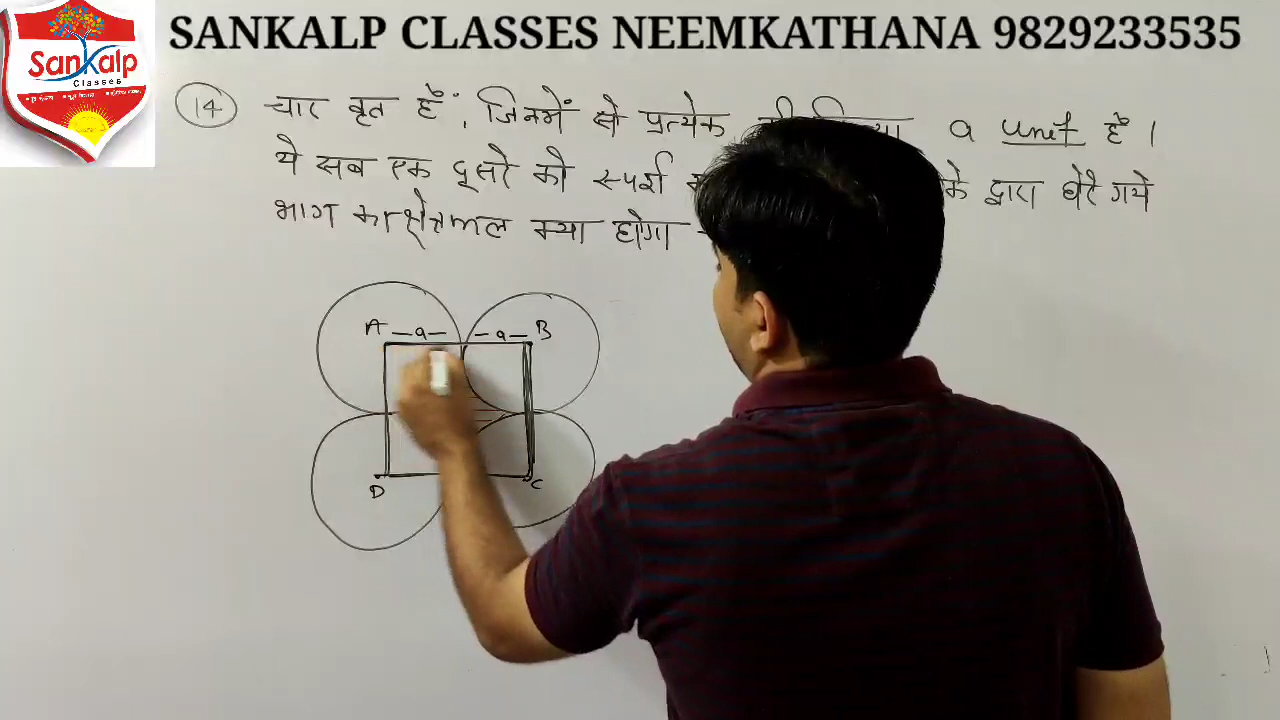 SANKALP CLASSES NEEMKATHANA 9829233535
Sankalp
Classes
14 चार वृत है, जिनमें से प्रत्येक a unit है।
ये सब एक दूसरे को स्पर्श के द्वारा घेरे गये
भाग का क्षेत्रफल क्या होगा -
A -a- -a- B
D C